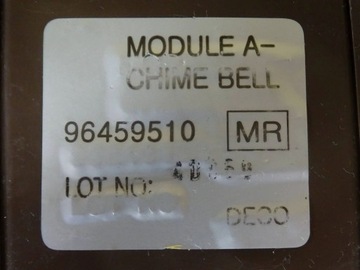 MODULE A-
CHIME BELL
96459510 MR
LOT NO:
DECO